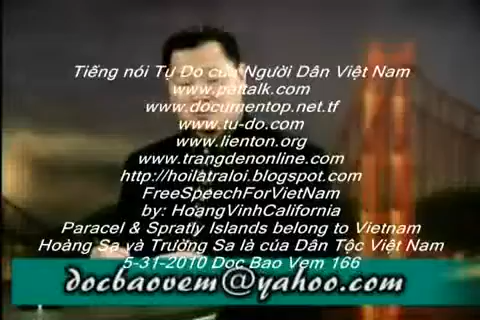 Tiếng nói Tự Do của Người Dân Việt Nam
www.paltalk.com
www.documentop.net.tf
www.tu-do.com
www.lienton.org
www.trangdenonline.com
http://hoilatraloi.blogspot.com
FreeSpeechForVietNam
by: HoangVinhCalifornia
Paracel & Spratly Islands belong to Vietnam
Hoàng Sa và Trường Sa là của Dân Tộc Việt Nam
5-31-2010 Doc Bao Vem 166
docbaovem@yahoo.com